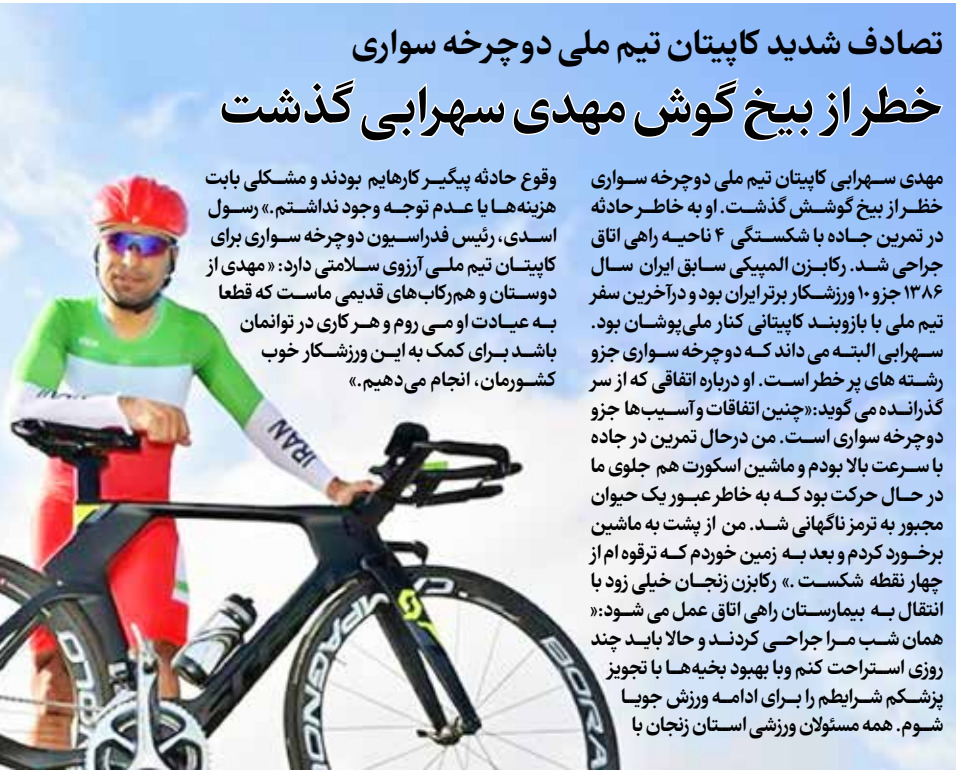 تصادف شدید کاپیتان تیم ملی دوچرخه سواری
خطر از بیخ گوش مهدی سهرابی گذشت
مهدی سهرابی کاپیتان تیم ملی دوچرخه سواری
خظر از بیخ گوشش گذشت. او به خاطر حادثه
در تمرین جاده با شکستگی ۴ ناحیه راهی اتاق
جراحی شد. رکابزن المپیکی سابق ایران سال
۱۳۸۶ جزو ۱۰ ورزشکار برتر ایران بود و درآخرین سفر
تیم ملی با بازوبند کاپیتانی کنار ملی‌پوشان بود.
سهرابی البته می داند که دوچرخه سواری جزو
رشته های پر خطر است. او درباره اتفاقی که از سر
گذرانده می گوید:«چنین اتفاقات و آسیب‌ها جزو
دوچرخه سواری است. من درحال تمرین در جاده
با سرعت بالا بودم و ماشین اسکورت هم جلوی ما
در حال حرکت بود که به خاطر عبور یک حیوان
مجبور به ترمز ناگهانی شد. من از پشت به ماشین
برخورد کردم و بعد به زمین خوردم که ترقوه ام از
چهار نقطه شکست .» رکابزن زنجان خیلی زود با
انتقال به بیمارستان راهی اتاق عمل می شود:«
همان شب مرا جراحی کردند و حالا باید چند
روزی استراحت کنم وبا بهبود بخیه‌ها با تجویز
پزشکم شرایطم را برای ادامه ورزش جویا
شوم. همه مسئولان ورزشی استان زنجان با
وقوع حادثه پیگیر کارهایم بودند و مشکلی بابت
هزینه‌ها یا عدم توجه وجود نداشتم.» رسول
اسدی، رئیس فدراسیون دوچرخه سواری برای
کاپیتان تیم ملی آرزوی سلامتی دارد: «مهدی از
دوستان و هم‌رکاب‌های قدیمی ماست که قطعا
به عیادت او می روم و هر کاری در توانمان
باشد برای کمک به این ورزشکار خوب
کشورمان، انجام می‌دهیم.»
IRAN
CAMPAGNOLO
BORA